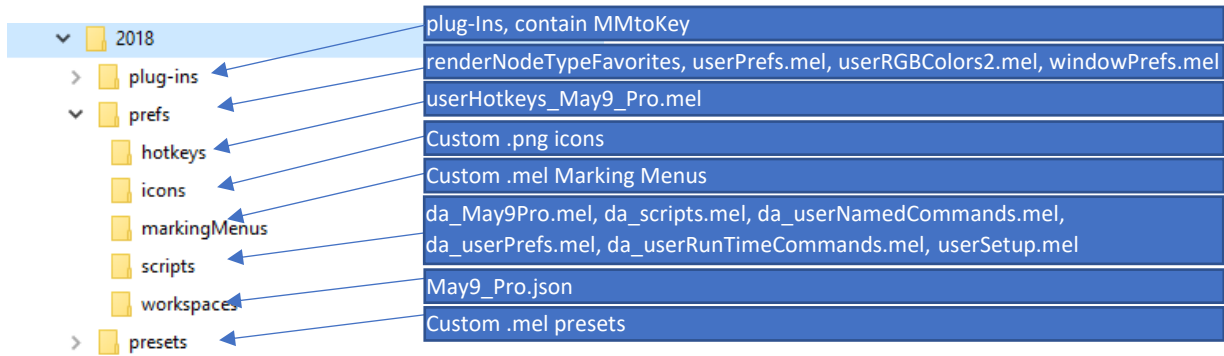 2018
plug-ins
prefs
hotkeys
icons
markingMenus
scripts
workspaces
presets
plug-Ins, contain MMtoKey
renderNodeTypeFavorites, userPrefs.mel, userRGBColors2.mel, windowPrefs.mel
userHotkeys_May9_Pro.mel
Custom .png icons
Custom .mel Marking Menus
da_May9Pro.mel, da_scripts.mel, da_userNamedCommands.mel,
da_userPrefs.mel, da_userRunTimeCommands.mel, userSetup.mel
May9_Pro.json
Custom .mel presets